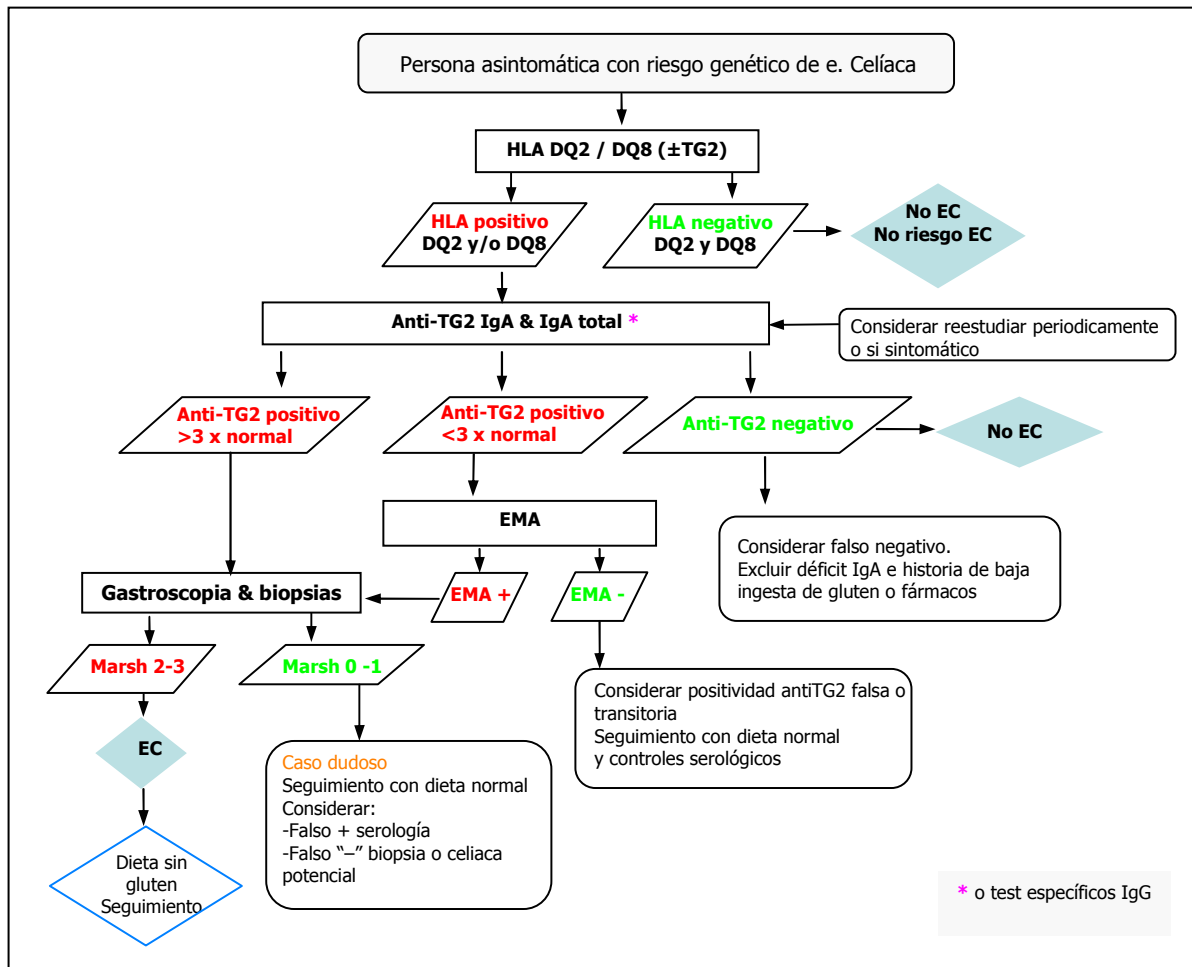 Persona asintomática con riesgo genético de e. Celíaca
HLA DQ2 / DQ8 (±TG2)
HLA positivo
DQ2 y/o DQ8
HLA negativo
DQ2 y DQ8
No EC
No riesgo EC
Anti-TG2 IgA & IgA total *
Considerar reestudiar periodicamente
o si sintomático
Anti-TG2 positivo
>3 x normal
Anti-TG2 positivo
<3 x normal
Anti-TG2 negativo
No EC
EMA
Considerar falso negativo.
Excluir déficit IgA e historia de baja
ingesta de gluten o fármacos
Gastroscopia & biopsias
EMA +
EMA -
Marsh 2-3
Marsh 0 -1
Considerar positividad antiTG2 falsa o
transitoria
Seguimiento con dieta normal
y controles serológicos
EC
Caso dudoso
Seguimiento con dieta normal
Considerar:
-Falso + serología
-Falso “–” biopsia o celiaca
potencial
Dieta sin
gluten
Seguimiento
* o test específicos IgG